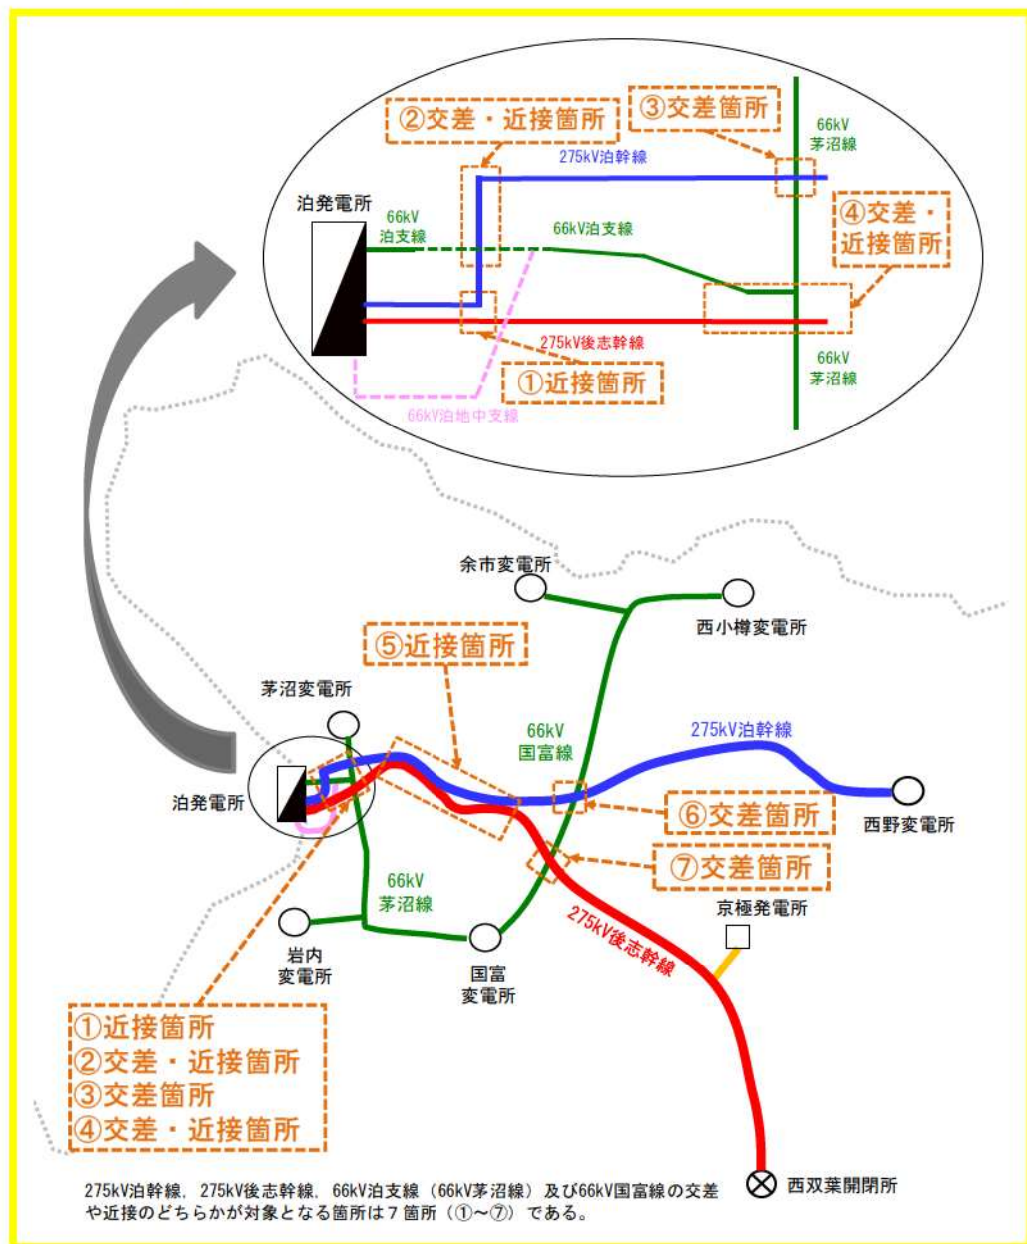 ②交差・近接箇所
③交差箇所
66kV
茅沼線
275kV泊幹線
泊発電所
66kV
泊支線
66kV泊支線
④交差・
近接箇所
275kV後志幹線
66kV
茅沼線
①近接箇所
66kV泊地中支線
余市変電所
西小樽変電所
⑤近接箇所
茅沼変電所
66kV
国富線
275kV泊幹線
泊発電所
西野変電所
⑥交差箇所
⑦交差箇所
66kV
茅沼線
京極発電所
275kV後志幹線
岩内
変電所
国富
変電所
①近接箇所
②交差・近接箇所
③交差箇所
④交差・近接箇所
西双葉開閉所
275kV泊幹線，275kV後志幹線，66kV泊支線（66kV茅沼線）及び66kV国富線の交差
や近接のどちらかが対象となる箇所は７箇所（①～⑦）である。